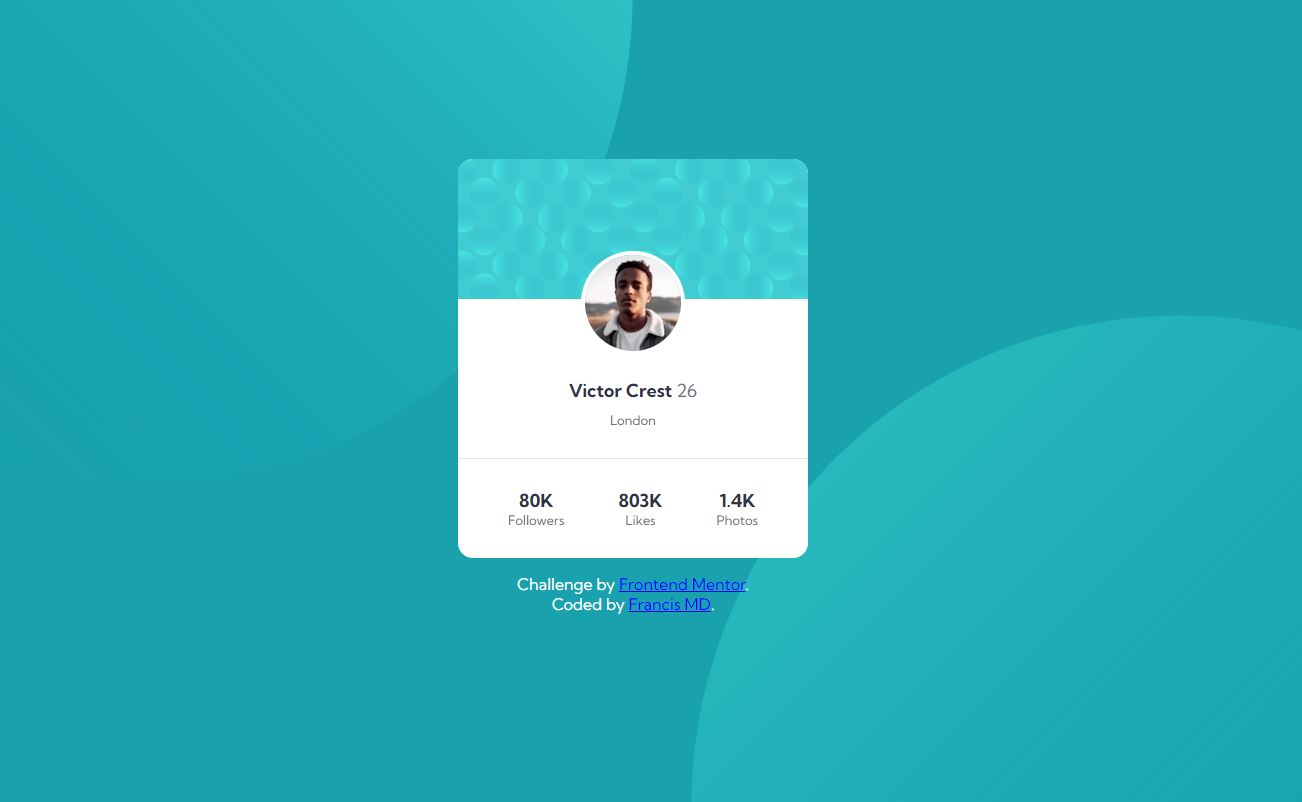 Victor Crest 26
London
80K 803K 1.4K
Followers Likes Photos
Challenge by Frontend Mentor.
Coded by Francis MD.